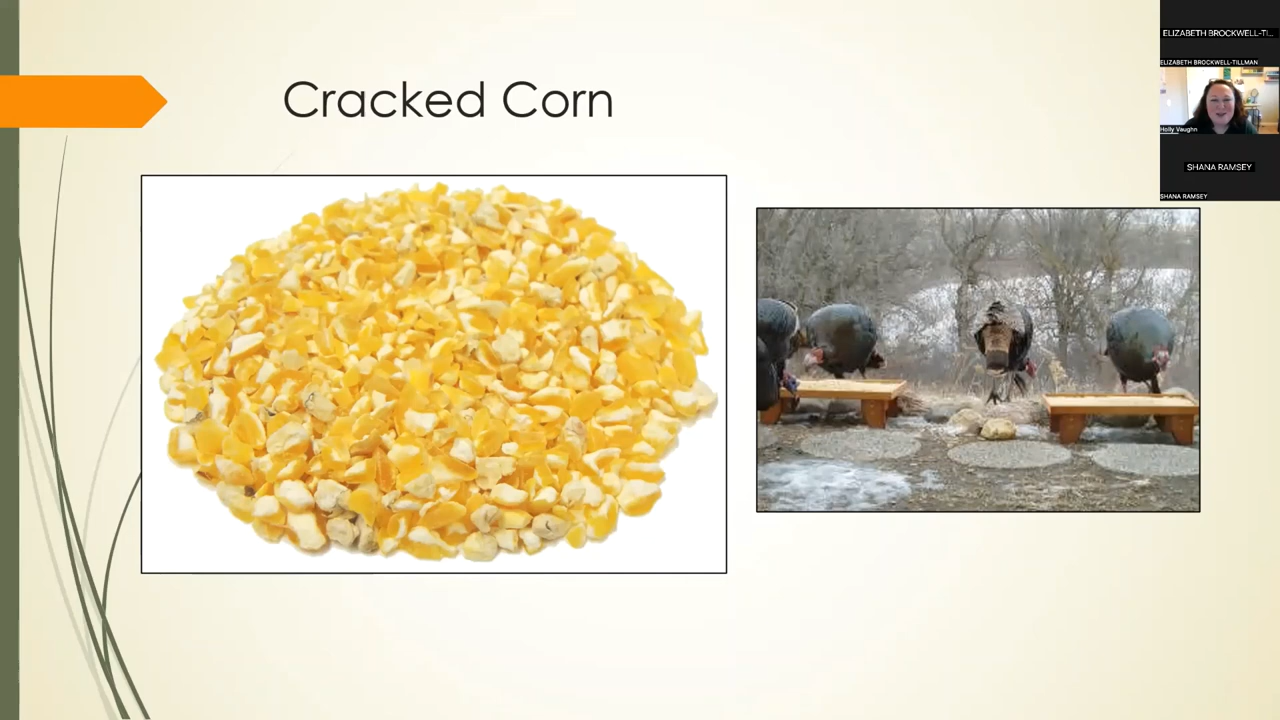 Cracked Corn
ELIZABETH BROCKWELL-TI...
ELIZABETH BROCKWELL-TILLMAN
Holly Vaughn
SHANA RAMSEY
SHANA RAMSEY